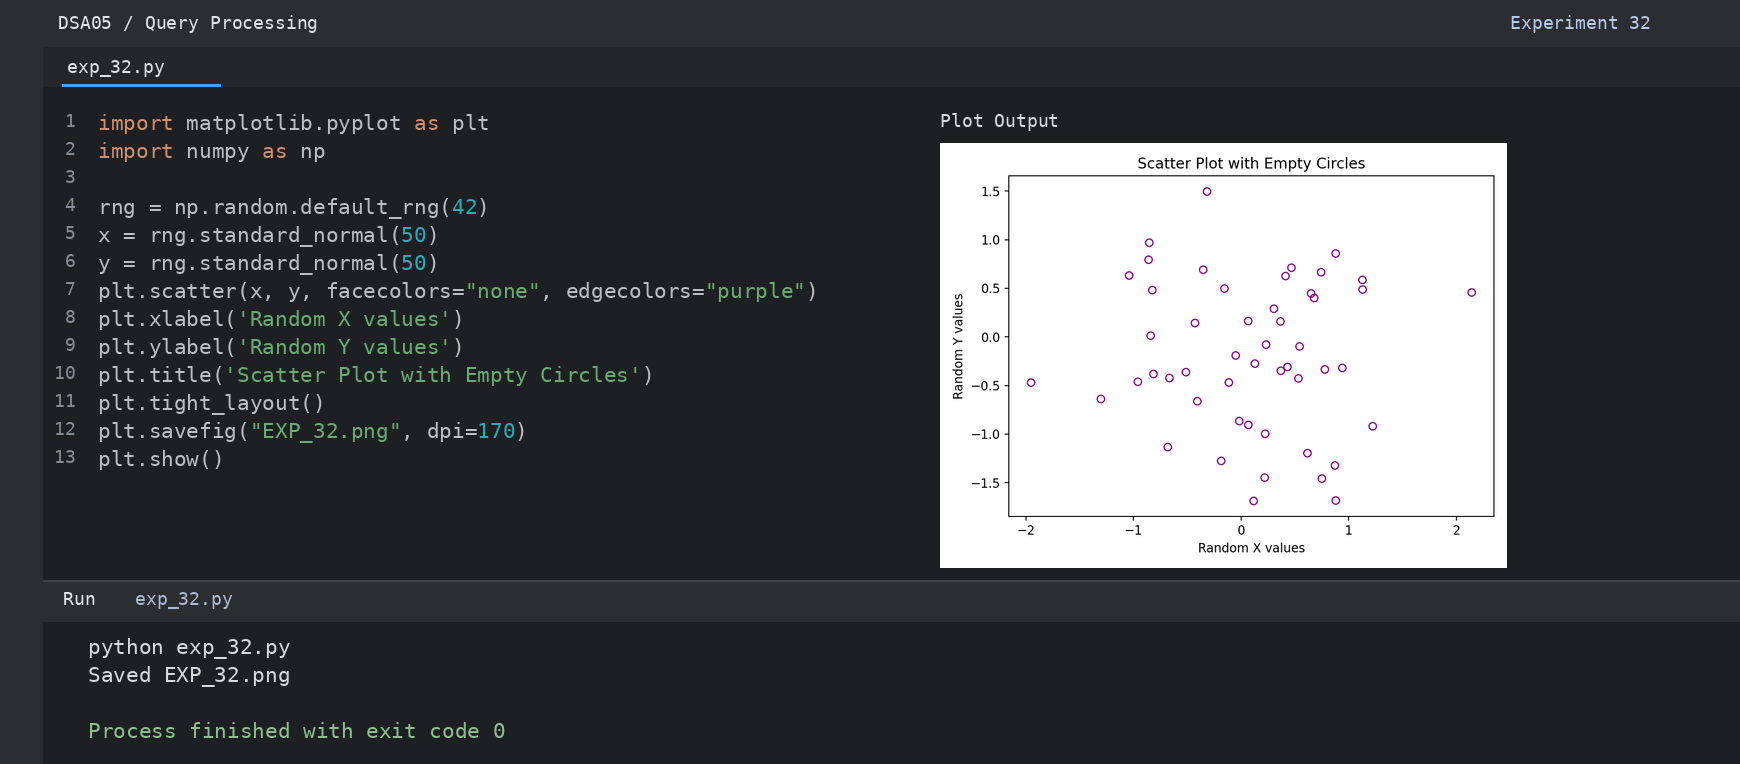 DSA05 / Query Processing
Experiment 32
exp_32.py
1 import matplotlib.pyplot as plt
2 import numpy as np
3
4 rng = np.random.default_rng(42)
5 x = rng.standard_normal(50)
6 y = rng.standard_normal(50)
7 plt.scatter(x, y, facecolors="none", edgecolors="purple")
8 plt.xlabel('Random X values')
9 plt.ylabel('Random Y values')
10 plt.title('Scatter Plot with Empty Circles')
11 plt.tight_layout()
12 plt.savefig("EXP_32.png", dpi=170)
13 plt.show()
Plot Output
Scatter Plot with Empty Circles
Random Y values
1.5
1.0
0.5
0.0
−0.5
−1.0
−1.5
−2 −1 0 1 2
Random X values
Run exp_32.py
python exp_32.py
Saved EXP_32.png
Process finished with exit code 0